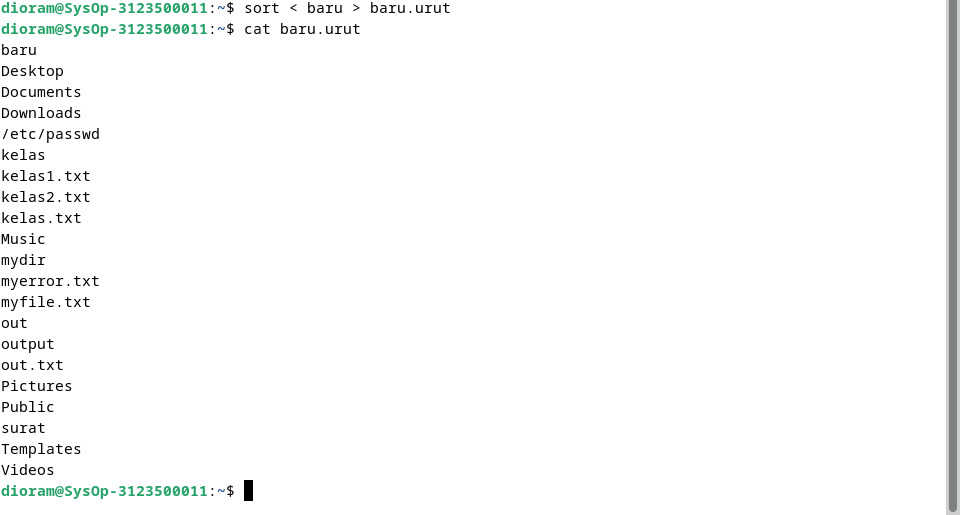 dioram@SysOp-3123500011:~$ sort < baru > baru.urut
dioram@SysOp-3123500011:~$ cat baru.urut
baru
Desktop
Documents
Downloads
/etc/passwd
kelas
kelas1.txt
kelas2.txt
kelas.txt
Music
mydir
myerror.txt
myfile.txt
out
output
out.txt
Pictures
Public
surat
Templates
Videos
dioram@SysOp-3123500011:~$